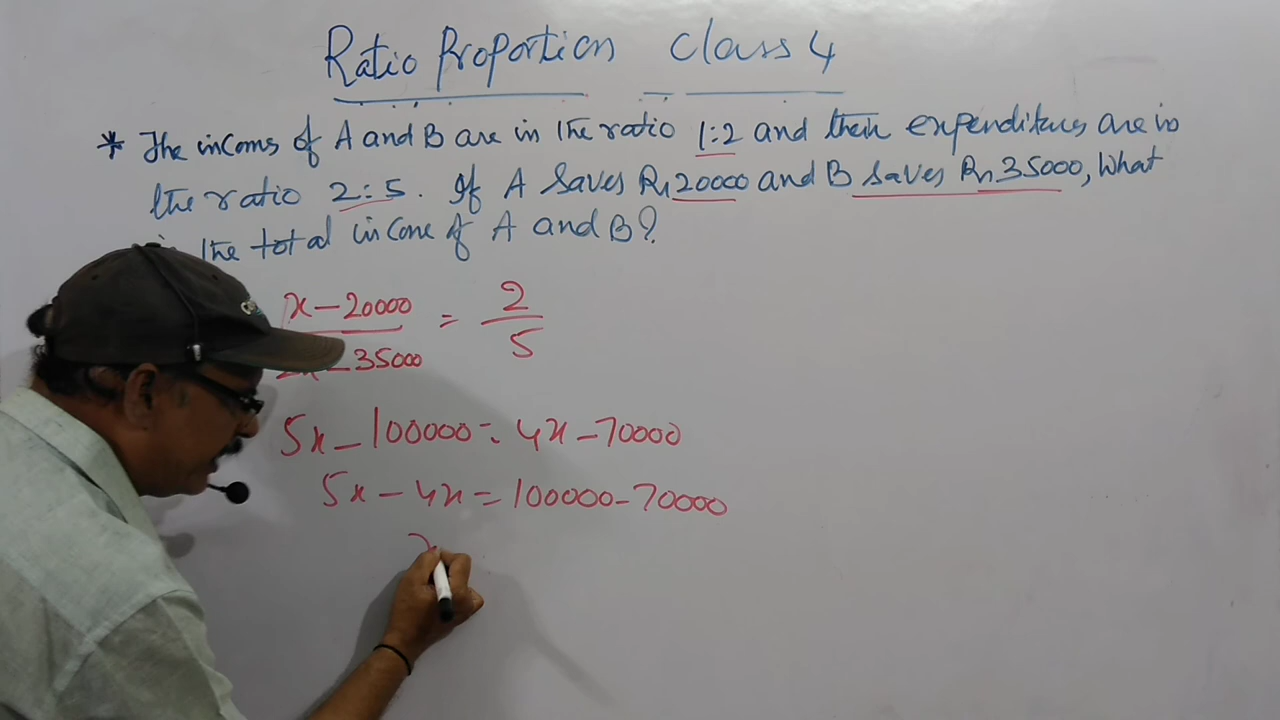 Ratio Proportion Class 4
* The incoms of A and B are in the ratio 1:2 and their expenditures are in
the ratio 2:5. If A saves Rs 20000 and B saves Rs. 35000, What
the total income of A and B?
x - 20000 = 2
- 35000 5
5x - 100000 = 4x - 70000
5x - 4x = 100000 - 70000